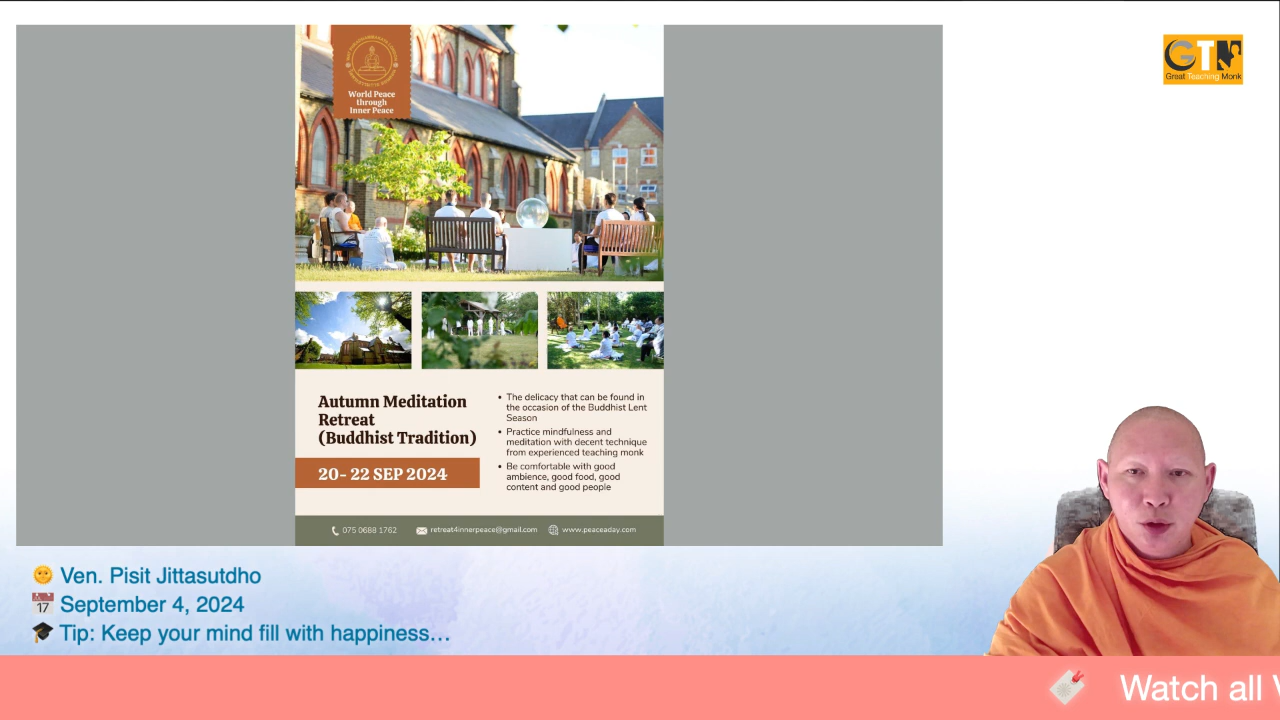 World Peace
through
Inner Peace
GTM
Great Teaching Monk
Autumn Meditation
Retreat
(Buddhist Tradition)
20- 22 SEP 2024
• The delicacy that can be found in
the occasion of the Buddhist Lent
Season
• Practice mindfulness and
meditation with decent technique
from experienced teaching monk
• Be comfortable with good
ambience, good food, good
content and good people
075 0688 1762
retreat4innerpeace@gmail.com
www.peaceaday.com
Ven. Pisit Jittasutdho
17
September 4, 2024
Tip: Keep your mind fill with happiness...
Watch all